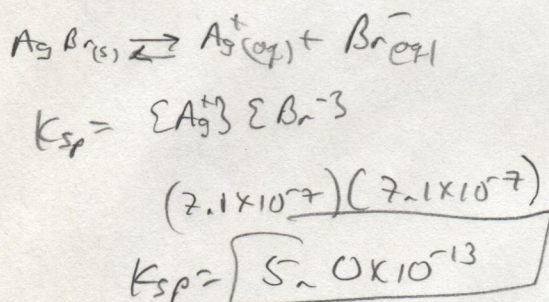 AgBr(s) ⇌ Ag⁺(aq) + Br⁻(aq)
Ksp = {Ag⁺} {Br⁻}
(7.1×10⁻⁷)(7.1×10⁻⁷)
Ksp = 5.0×10⁻¹³